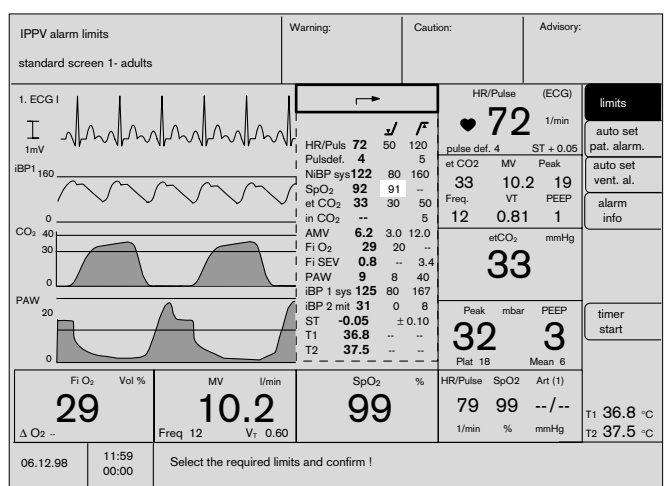 IPPV alarm limits
standard screen 1- adults
Warning:
Caution:
Advisory:
1. ECG I
1mV
iBP1
160
0
CO2 40
30
0
PAW
20
0
HR/Puls 72 50 120
Pulsdef. 4 5
NiBP sys 122 80 160
SpO2 92 91 --
et CO2 33 30 50
in CO2 -- 5
AMV 6.2 3.0 12.0
Fi O2 29 20 --
Fi SEV 0.8 -- 3.4
PAW 9 8 40
iBP 1 sys 125 80 167
iBP 2 mit 31 0 8
ST -0.05 ± 0.10
T1 36.8 -- --
T2 37.5 -- --
HR/Pulse (ECG)
72 1/min
pulse def. 4 ST + 0.05
et CO2 MV Peak
33 10.2 19
Freq. VT PEEP
12 0.81 1
etCO2 mmHg
33
Peak mbar PEEP
32 3
Plat 18 Mean 6
limits
auto set
pat. alarm.
auto set
vent. al.
alarm
info
timer
start
Fi O2 Vol %
29
Δ O2 --
MV l/min
10.2
Freq 12 VT 0.60
SpO2 %
99
HR/Pulse SpO2 Art (1)
79 99 --/--
1/min % mmHg
T1 36.8 °C
T2 37.5 °C
06.12.98
11:59
00:00
Select the required limits and confirm !